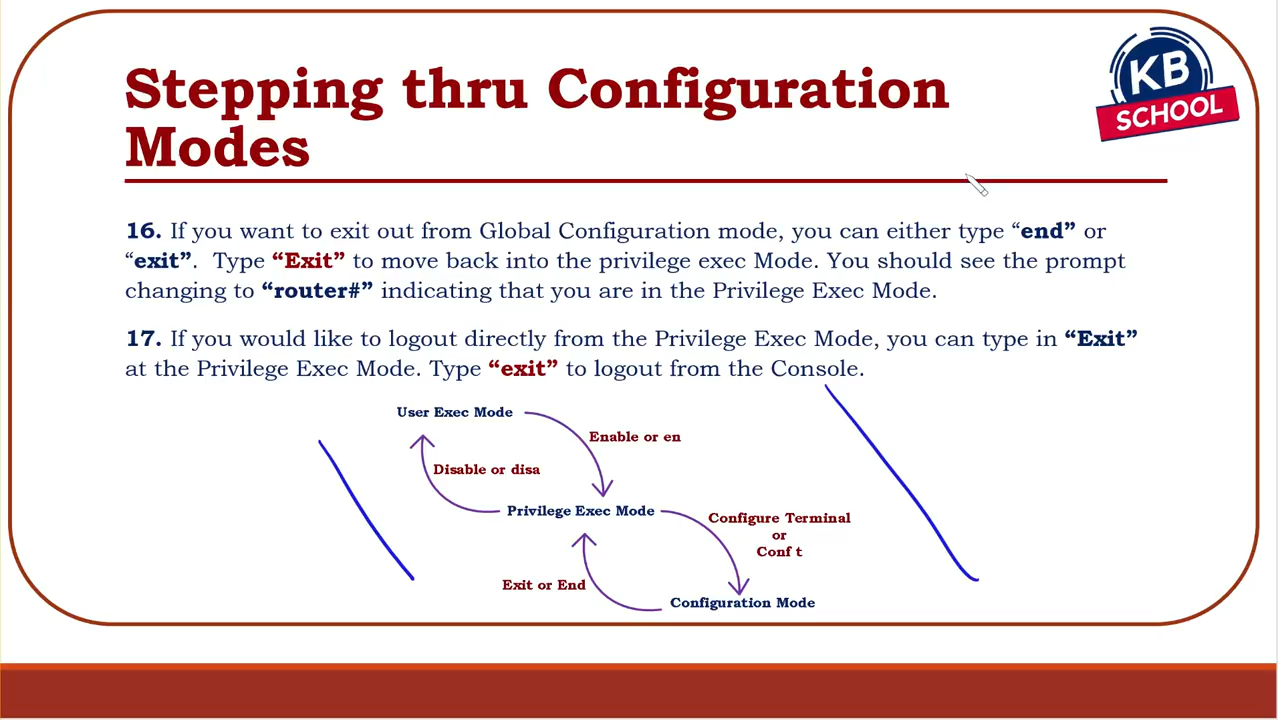 Stepping thru Configuration
Modes
KB
SCHOOL
16. If you want to exit out from Global Configuration mode, you can either type “end” or
“exit”. Type “Exit” to move back into the privilege exec Mode. You should see the prompt
changing to “router#” indicating that you are in the Privilege Exec Mode.
17. If you would like to logout directly from the Privilege Exec Mode, you can type in “Exit”
at the Privilege Exec Mode. Type “exit” to logout from the Console.
User Exec Mode
Enable or en
Disable or disa
Privilege Exec Mode
Configure Terminal
or
Conf t
Exit or End
Configuration Mode